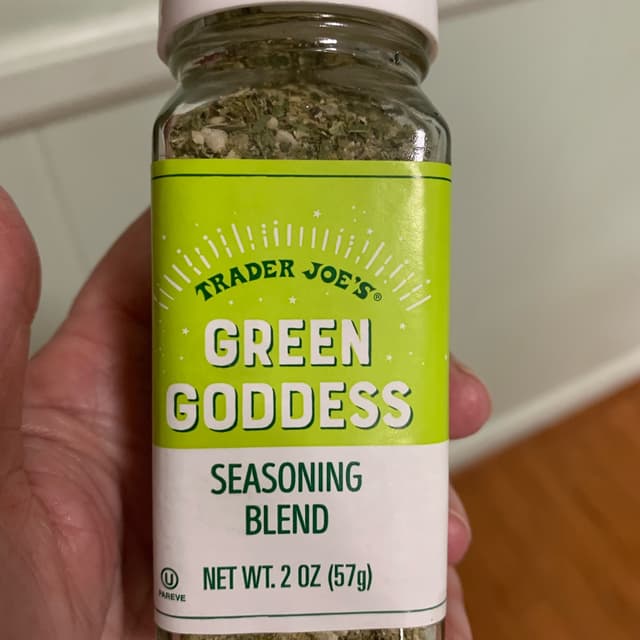 TRADER JOE'S®
GREEN
GODDESS
SEASONING
BLEND
U
PAREVE
NET WT. 2 OZ (57g)